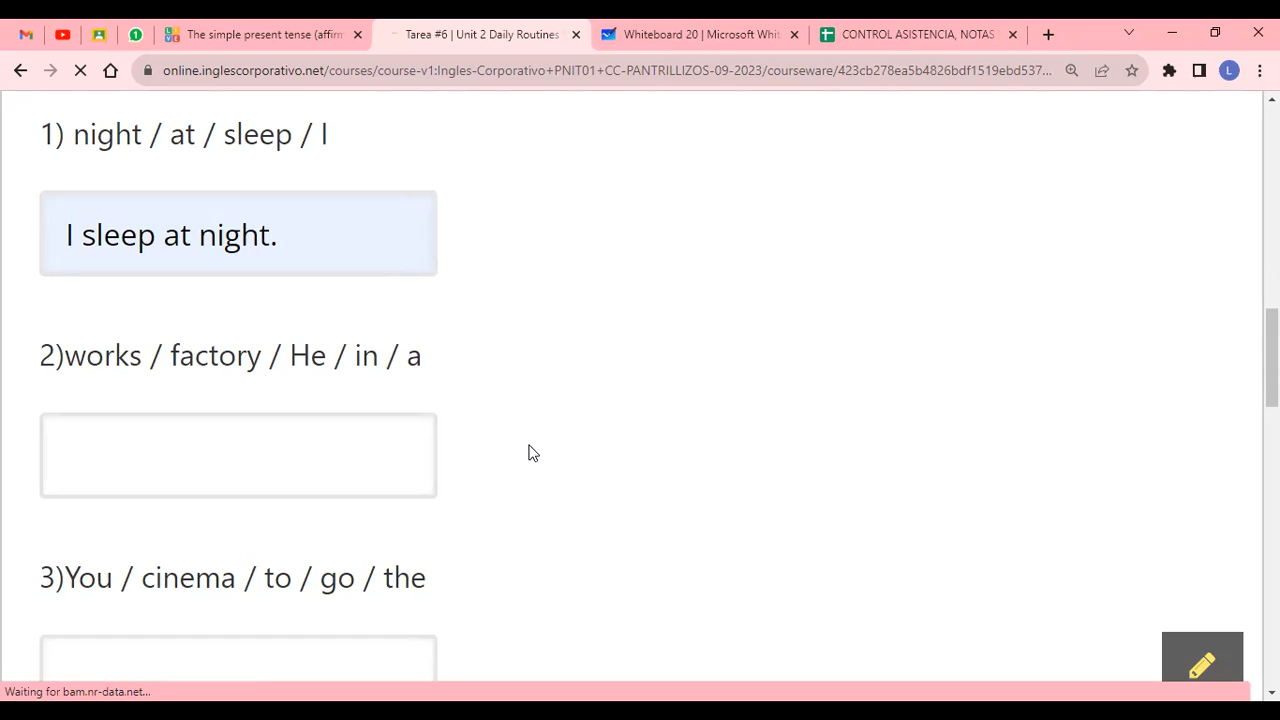 The simple present tense (affirr
Tarea #6 | Unit 2 Daily Routines
Whiteboard 20 | Microsoft Whit
CONTROL ASISTENCIA, NOTAS
online.inglescorporativo.net/courses/course-v1:Ingles-Corporativo+PNIT01+CC-PANTRILLIZOS-09-2023/courseware/423cb278ea5b4826bdf1519ebd537...
L
1) night / at / sleep / I
I sleep at night.
2)works / factory / He / in / a
3)You / cinema / to / go / the
Waiting for bam.nr-data.net...